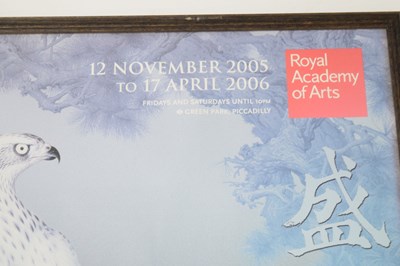 12 NOVEMBER 2005
TO 17 APRIL 2006
FRIDAYS AND SATURDAYS UNTIL 10PM
⊖ GREEN PARK, PICCADILLY
Royal
Academy
of Arts
盛